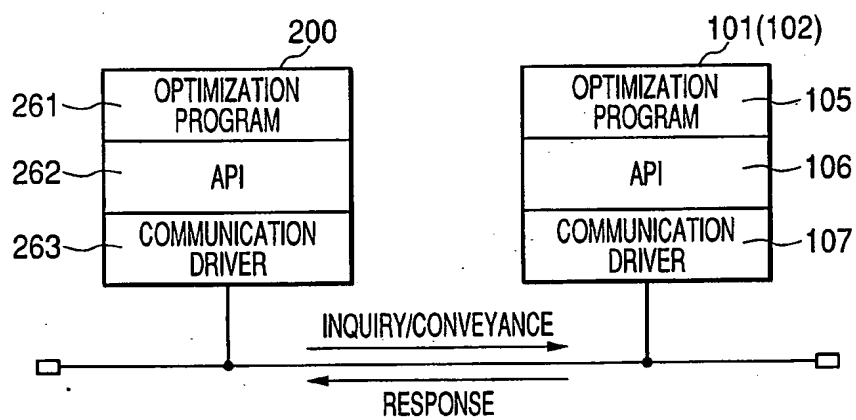 200
101(102)
261
OPTIMIZATION
PROGRAM
262
API
263
COMMUNICATION
DRIVER
OPTIMIZATION
PROGRAM
105
API
106
COMMUNICATION
DRIVER
107
INQUIRY/CONVEYANCE
RESPONSE